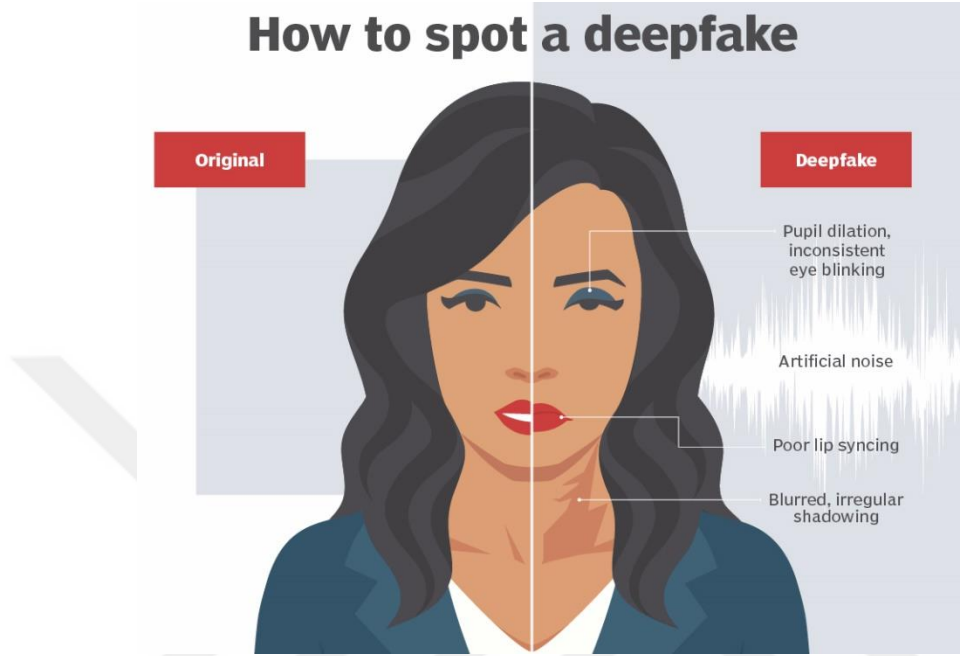 How to spot a deepfake
Original
Deepfake
Pupil dilation,
inconsistent
eye blinking
Artificial noise
Poor lip syncing
Blurred, irregular
shadowing